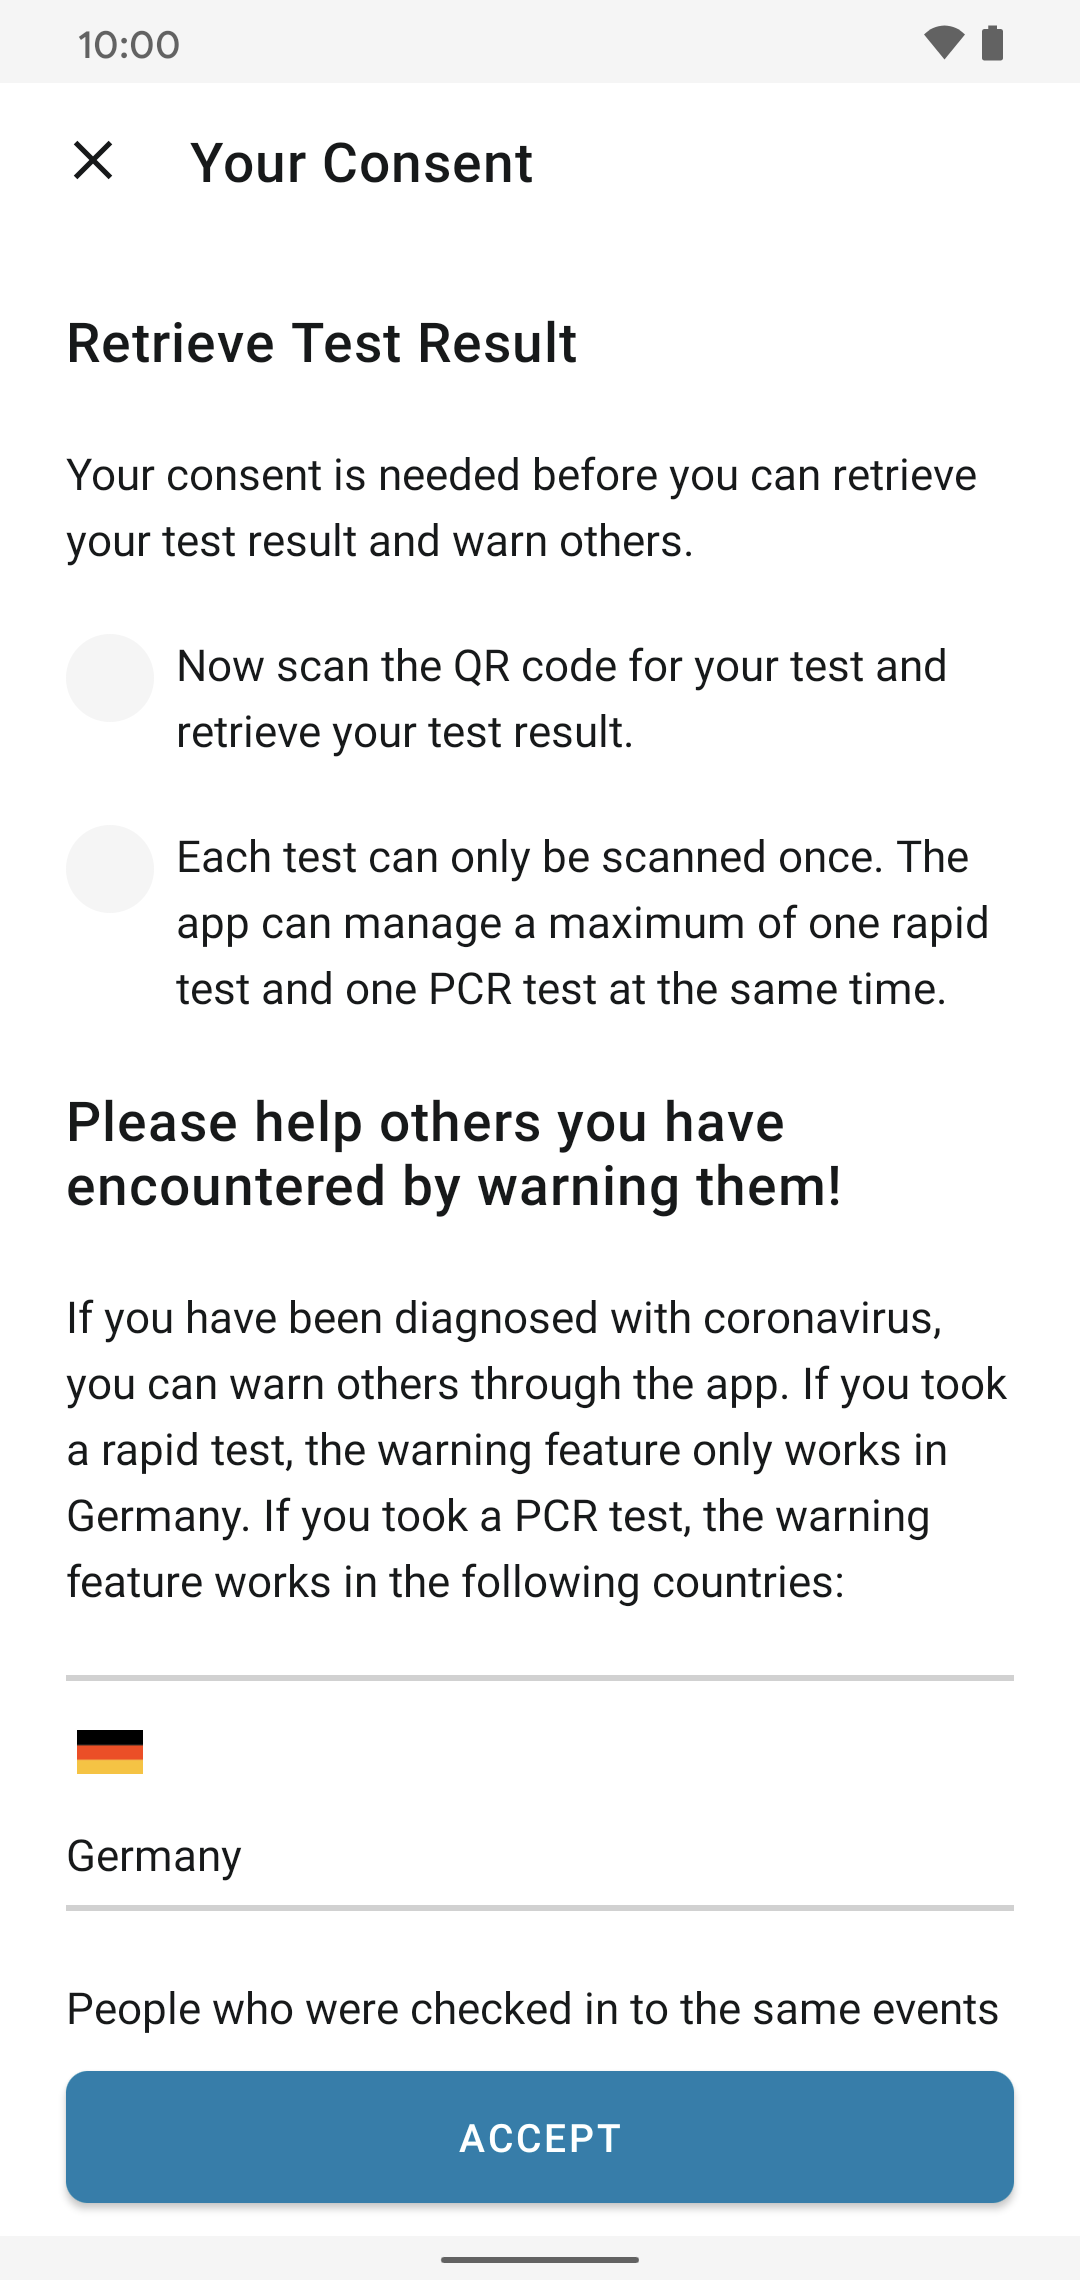 10:00
Your Consent
Retrieve Test Result
Your consent is needed before you can retrieve
your test result and warn others.
Now scan the QR code for your test and
retrieve your test result.
Each test can only be scanned once. The
app can manage a maximum of one rapid
test and one PCR test at the same time.
Please help others you have
encountered by warning them!
If you have been diagnosed with coronavirus,
you can warn others through the app. If you took
a rapid test, the warning feature only works in
Germany. If you took a PCR test, the warning
feature works in the following countries:
Germany
People who were checked in to the same events
ACCEPT